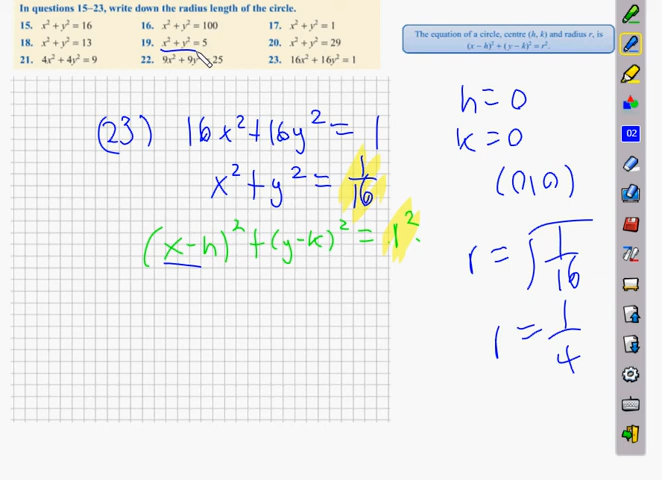 In questions 15–23, write down the radius length of the circle.
15. x² + y² = 16 16. x² + y² = 100 17. x² + y² = 1
18. x² + y² = 13 19. x² + y² = 5 20. x² + y² = 29
21. 4x² + 4y² = 9 22. 9x² + 9y² 25 23. 16x² + 16y² = 1
The equation of a circle, centre (h, k) and radius r, is
(x − h)² + (y − k)² = r².
(23) 16x² + 16y² = 1
x² + y² = 1/16
(x-h)² + (y-k)² = r².
h = 0
k = 0
(0,0)
r = √1/16
r = 1/4
02